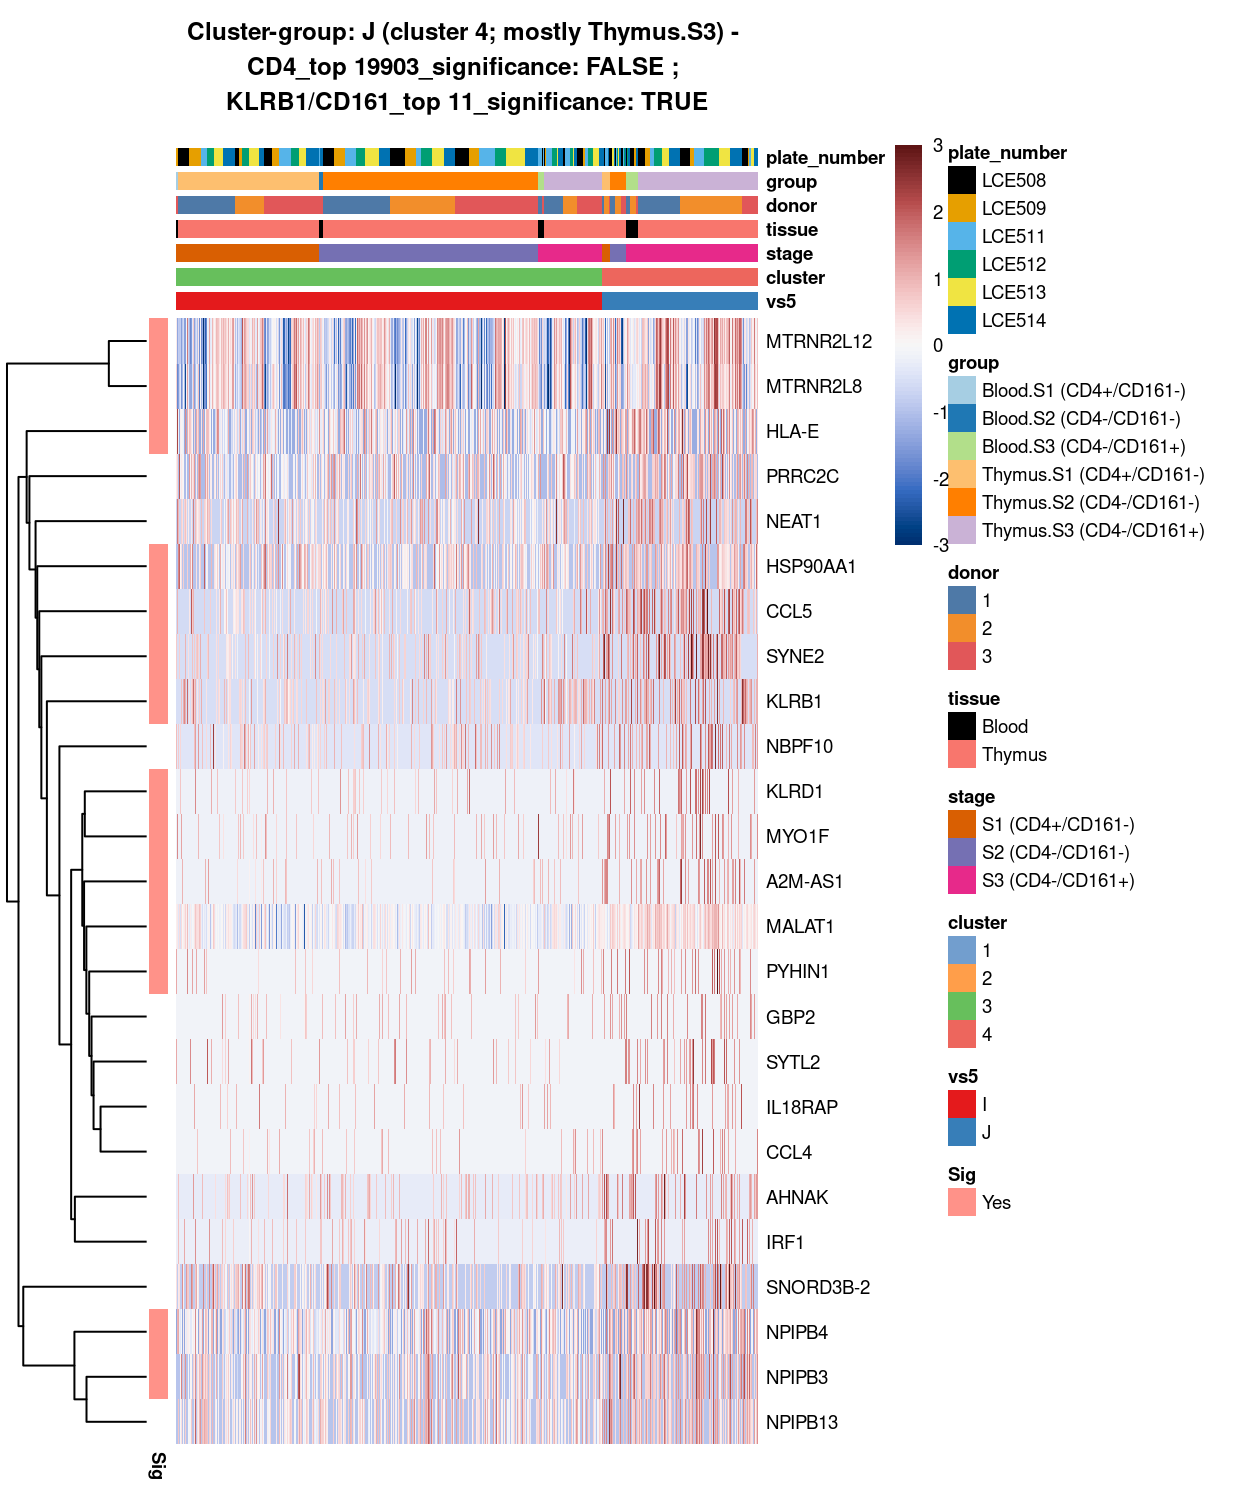 Cluster-group: J (cluster 4; mostly Thymus.S3) -
CD4_top 19903_significance: FALSE ;
KLRB1/CD161_top 11_significance: TRUE
plate_number
group
donor
tissue
stage
cluster
vs5
MTRNR2L12
MTRNR2L8
HLA-E
PRRC2C
NEAT1
HSP90AA1
CCL5
SYNE2
KLRB1
NBPF10
KLRD1
MYO1F
A2M-AS1
MALAT1
PYHIN1
GBP2
SYTL2
IL18RAP
CCL4
AHNAK
IRF1
SNORD3B-2
NPIPB4
NPIPB3
NPIPB13
Sig
3
2
1
0
-1
-2
-3
plate_number
LCE508
LCE509
LCE511
LCE512
LCE513
LCE514
group
Blood.S1 (CD4+/CD161-)
Blood.S2 (CD4-/CD161-)
Blood.S3 (CD4-/CD161+)
Thymus.S1 (CD4+/CD161-)
Thymus.S2 (CD4-/CD161-)
Thymus.S3 (CD4-/CD161+)
donor
1
2
3
tissue
Blood
Thymus
stage
S1 (CD4+/CD161-)
S2 (CD4-/CD161-)
S3 (CD4-/CD161+)
cluster
1
2
3
4
vs5
I
J
Sig
Yes